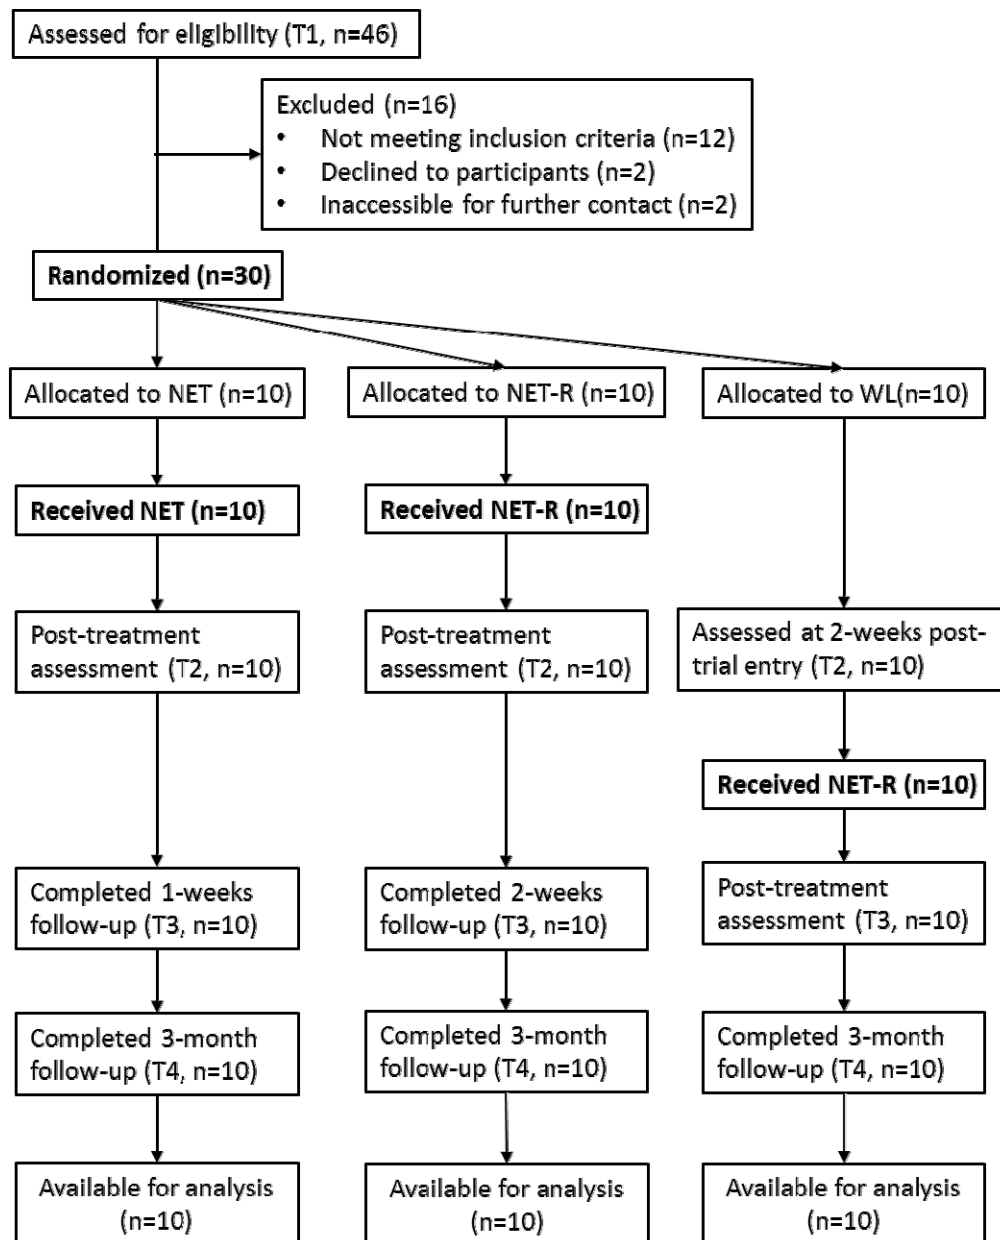 Assessed for eligibility (T1, n=46)
Excluded (n=16)
• Not meeting inclusion criteria (n=12)
• Declined to participants (n=2)
• Inaccessible for further contact (n=2)
Randomized (n=30)
Allocated to NET (n=10)
Allocated to NET-R (n=10)
Allocated to WL(n=10)
Received NET (n=10)
Received NET-R (n=10)
Post-treatment
assessment (T2, n=10)
Post-treatment
assessment (T2, n=10)
Assessed at 2-weeks post-
trial entry (T2, n=10)
Received NET-R (n=10)
Completed 1-weeks
follow-up (T3, n=10)
Completed 2-weeks
follow-up (T3, n=10)
Post-treatment
assessment (T3, n=10)
Completed 3-month
follow-up (T4, n=10)
Completed 3-month
follow-up (T4, n=10)
Completed 3-month
follow-up (T4, n=10)
Available for analysis
(n=10)
Available for analysis
(n=10)
Available for analysis
(n=10)